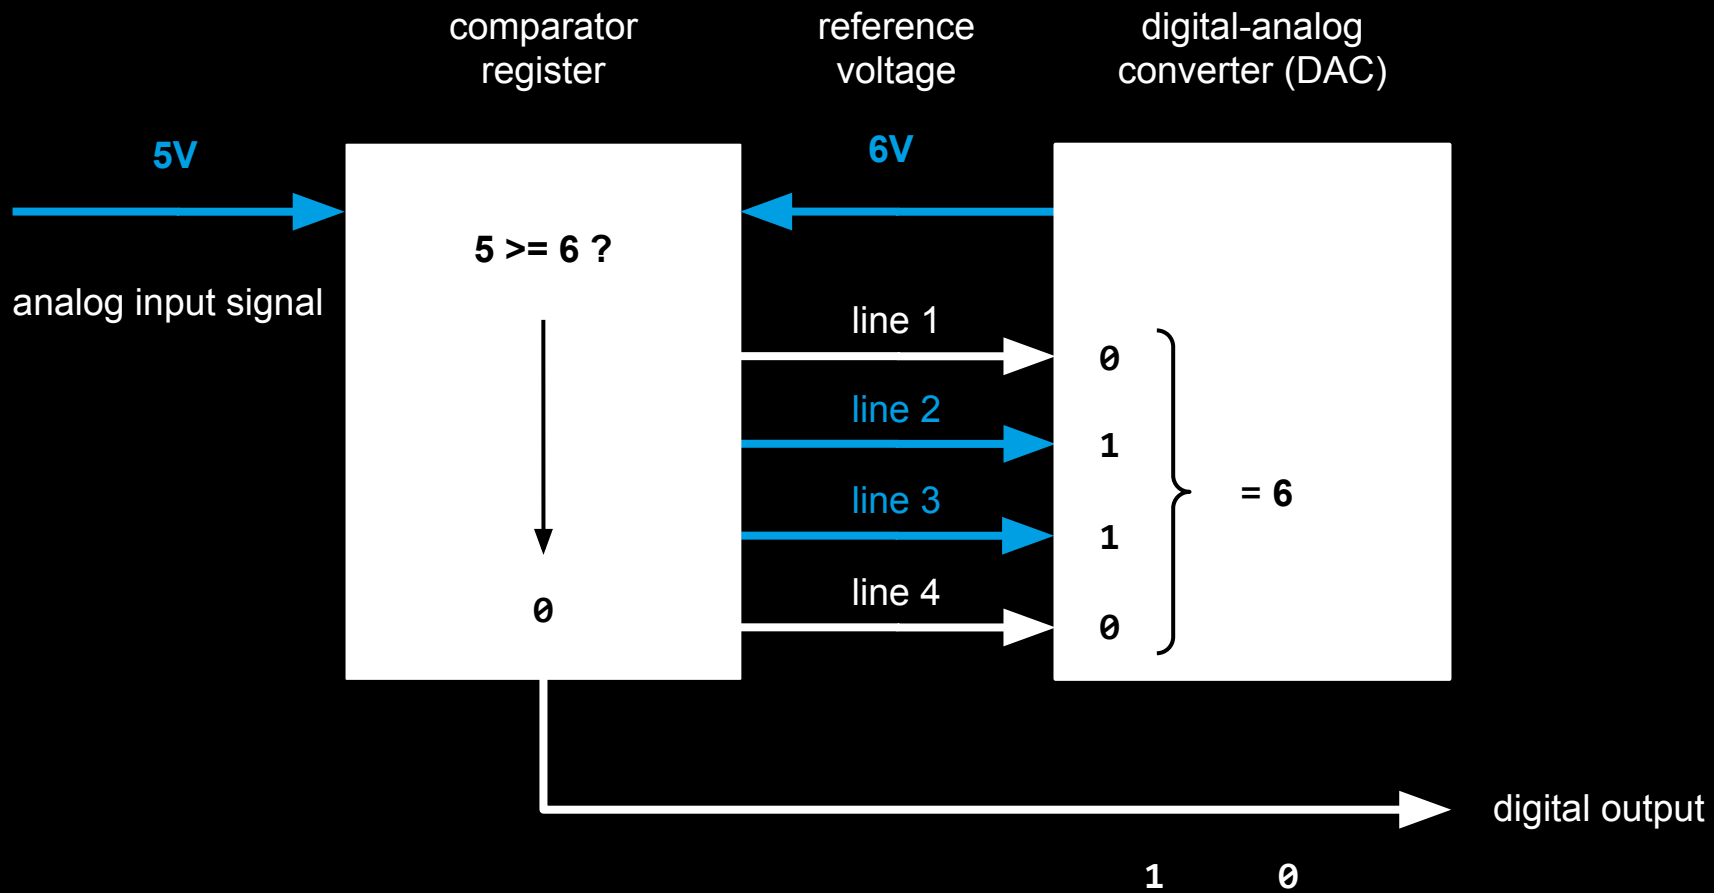 comparator
register
reference
voltage
digital-analog
converter (DAC)
5V
6V
5 >= 6 ?
analog input signal
line 1
0
line 2
1
= 6
line 3
1
line 4
0
0
digital output
1 0